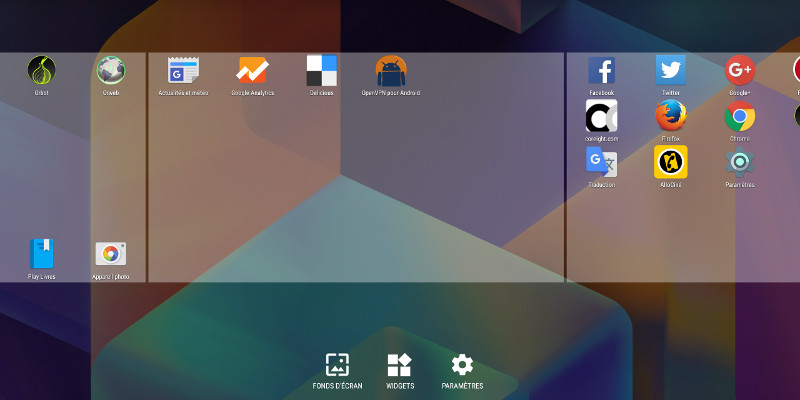 Orbot
Orweb
Actualités et météo
Google Analytics
Delicious
OpenVPN pour Android
Facebook
Twitter
Google+
coreight.com
Firefox
Chrome
Traduction
AlloCiné
Paramètres
Play Livres
Appareil photo
FONDS D'ÉCRAN
WIDGETS
PARAMÈTRES